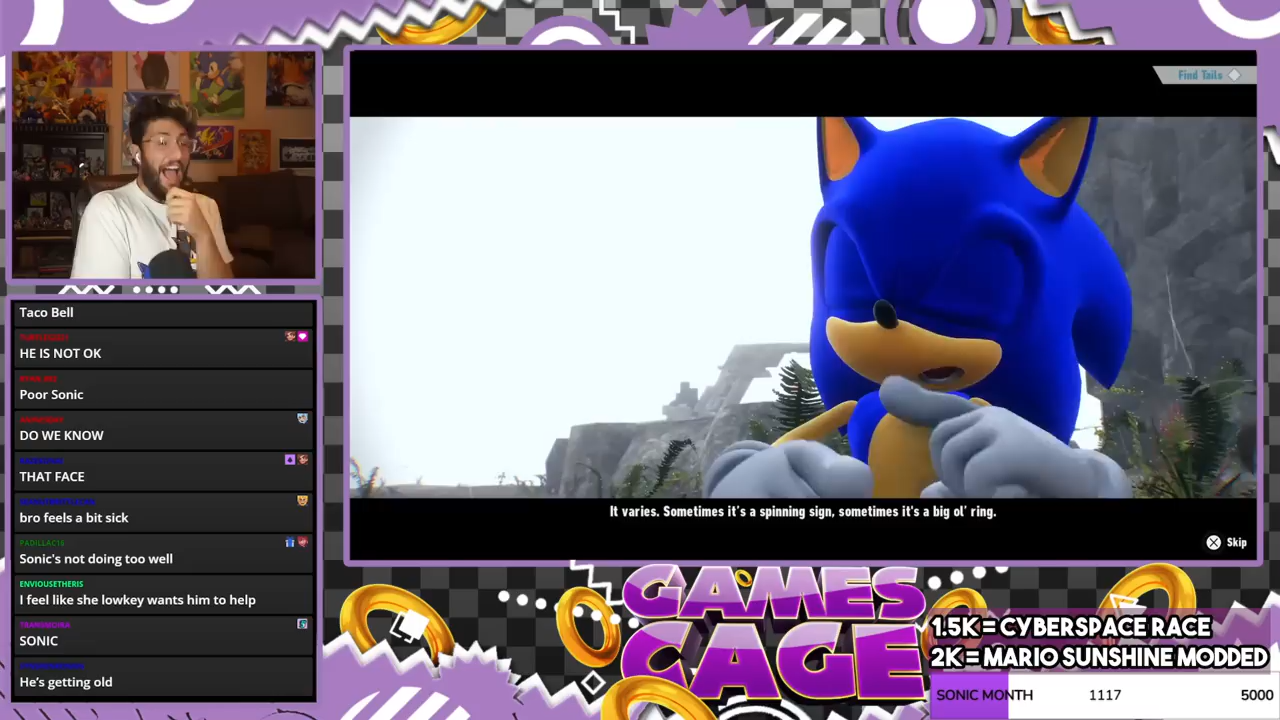 Find Tails
Taco Bell
HE IS NOT OK
Poor Sonic
DO WE KNOW
THAT FACE
bro feels a bit sick
PADILLAC16
Sonic's not doing too well
ENVIOUSETHERIS
I feel like she lowkey wants him to help
SONIC
He's getting old
It varies. Sometimes it's a spinning sign, sometimes it's a big ol' ring.
Skip
GAMES
CAGE
1.5K = CYBERSPACE RACE
2K = MARIO SUNSHINE MODDED
SONIC MONTH 1117 5000